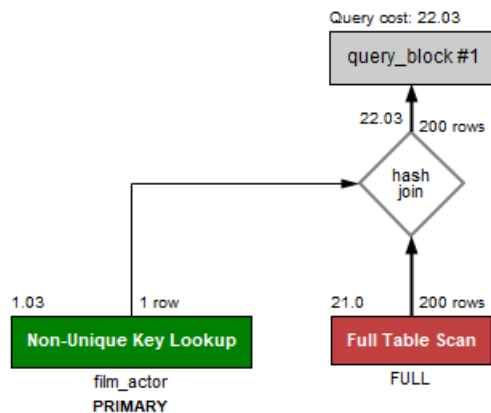 Query cost: 22.03
query_block #1
22.03
200 rows
hash
join
1.03
1 row
21.0
200 rows
Non-Unique Key Lookup
Full Table Scan
film_actor
FULL
PRIMARY